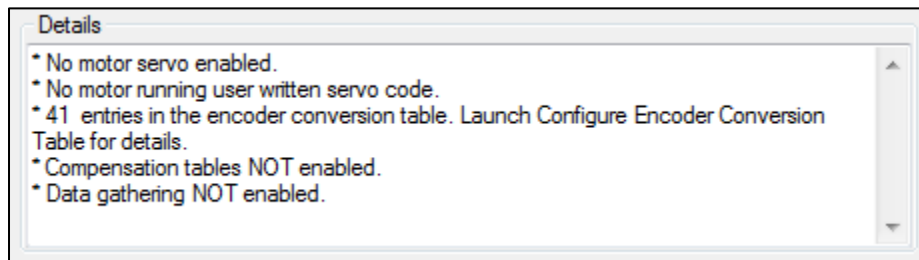 Details
* No motor servo enabled.
* No motor running user written servo code.
* 41  entries in the encoder conversion table. Launch Configure Encoder Conversion
Table for details.
* Compensation tables NOT enabled.
* Data gathering NOT enabled.